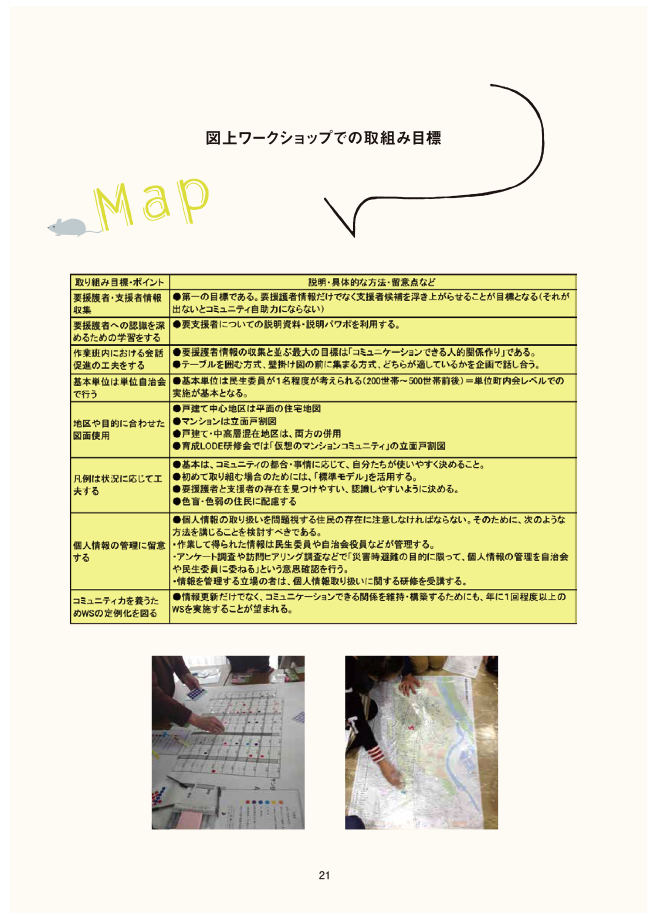 図上ワークショップでの取組み目標
Map
取り組み目標・ポイント
説明・具体的な方法・留意点など
要援護者・支援者情報
収集
●第一の目標である。要援護者情報だけでなく支援者候補を浮き上がらせることが目標となる(それが
出ないとコミュニティ自助力にならない)
要援護者への認識を深
めるための学習をする
●要支援者についての説明資料・説明パワポを利用する。
作業班内における会話
促進の工夫をする
●要援護者情報の収集と並ぶ最大の目標は「コミュニケーションできる人的関係作り」である。
●テーブルを囲む方式、壁掛け図の前に集まる方式、どちらが適しているかを企画で話し合う。
基本単位は単位自治会
で行う
●基本単位は民生委員が1名程度が考えられる(200世帯~500世帯前後)=単位町内会レベルでの
実施が基本となる。
地区や目的に合わせた
図面使用
●戸建て中心地区は平面の住宅地図
●マンションは立面戸割図
●戸建て・中高層混在地区は、両方の併用
●育成LODE研修会では「仮想のマンションコミュニティ」の立面戸割図
凡例は状況に応じて工
夫する
●基本は、コミュニティの都合・事情に応じて、自分たちが使いやすく決めること。
●初めて取り組む場合のためには、「標準モデル」を活用する。
●要援護者と支援者の存在を見つけやすい、認識しやすいように決める。
●色盲・色弱の住民に配慮する
個人情報の管理に留意
する
●個人情報の取り扱いを問題視する住民の存在に注意しなければならない。そのために、次のような
方法を講じることを検討すべきである。
・作業して得られた情報は民生委員や自治会役員などが管理する。
・アンケート調査や訪問ヒアリング調査などで「災害時避難の目的に限って、個人情報の管理を自治会
や民生委員に委ねる」という意思確認を行う。
・情報を管理する立場の者は、個人情報取り扱いに関する研修を受講する。
コミュニティ力を養うた
めWSの定例化を図る
●情報更新だけでなく、コミュニケーションできる関係を維持・構築するためにも、年に1回程度以上の
WSを実施することが望まれる。
21